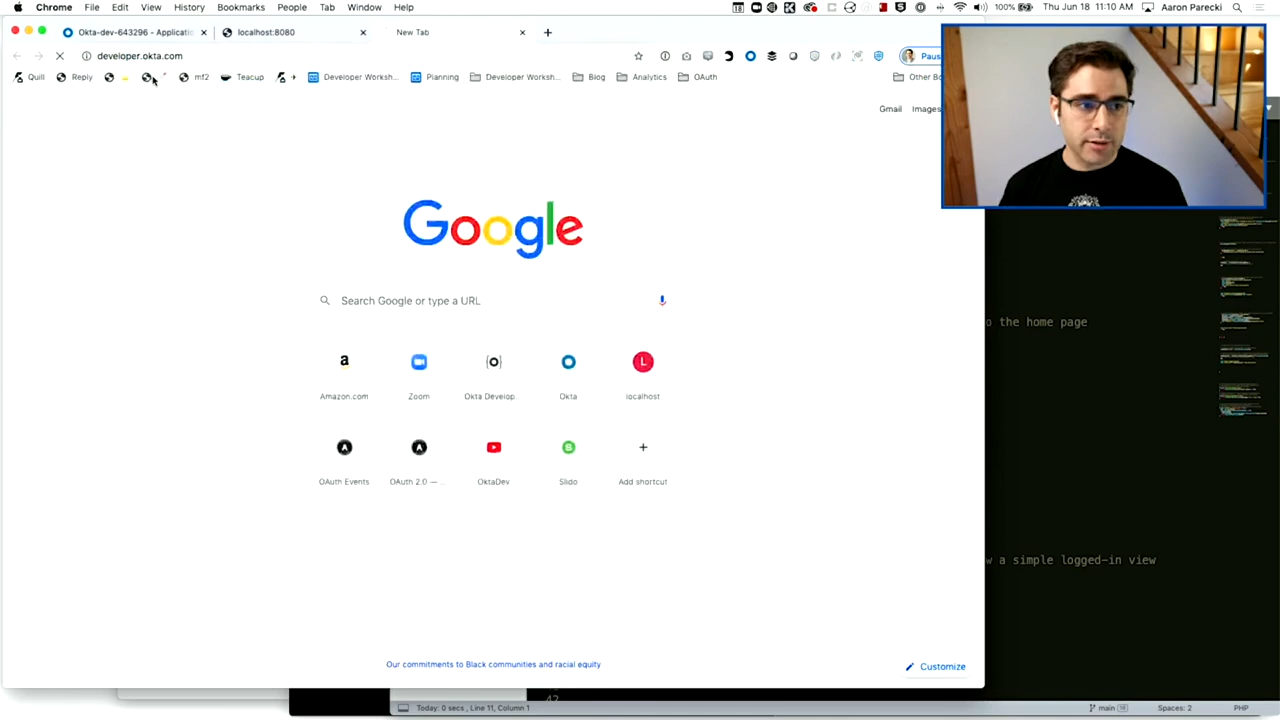 Chrome File Edit View History Bookmarks People Tab Window Help
18
100% Thu Jun 18 11:10 AM Aaron Parecki
Okta-dev-643296 - Applicatio
localhost:8080
New Tab
developer.okta.com
Paus
Quill
Reply
mf2
Teacup
Developer Worksh...
Planning
Developer Worksh...
Blog
Analytics
OAuth
Other Bo
Gmail Images
Google
Search Google or type a URL
a
L
Amazon.com
Zoom
Okta Develop
Okta
localhost
A
A
OAuth Events
OAuth 2.0 — ...
OktaDev
Slido
Add shortcut
o the home page
w a simple logged-in view
Our commitments to Black communities and racial equity
Customize
42
Today: 0 secs, Line 11, Column 1
main 18
Spaces: 2
PHP